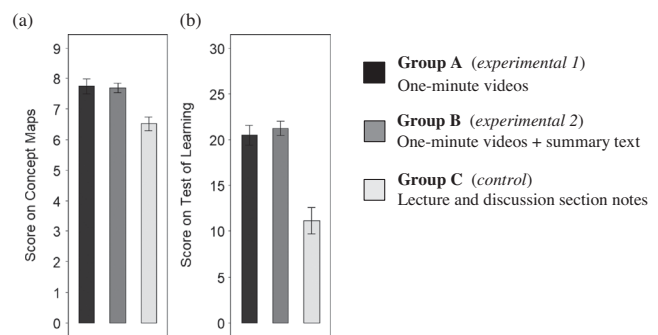 (a)
Score on Concept Maps
9
8
7
6
5
4
3
2
1
0
(b)
Score on Test of Learning
30
25
20
15
10
5
0
Group A (experimental 1)
One-minute videos
Group B (experimental 2)
One-minute videos + summary text
Group C (control)
Lecture and discussion section notes